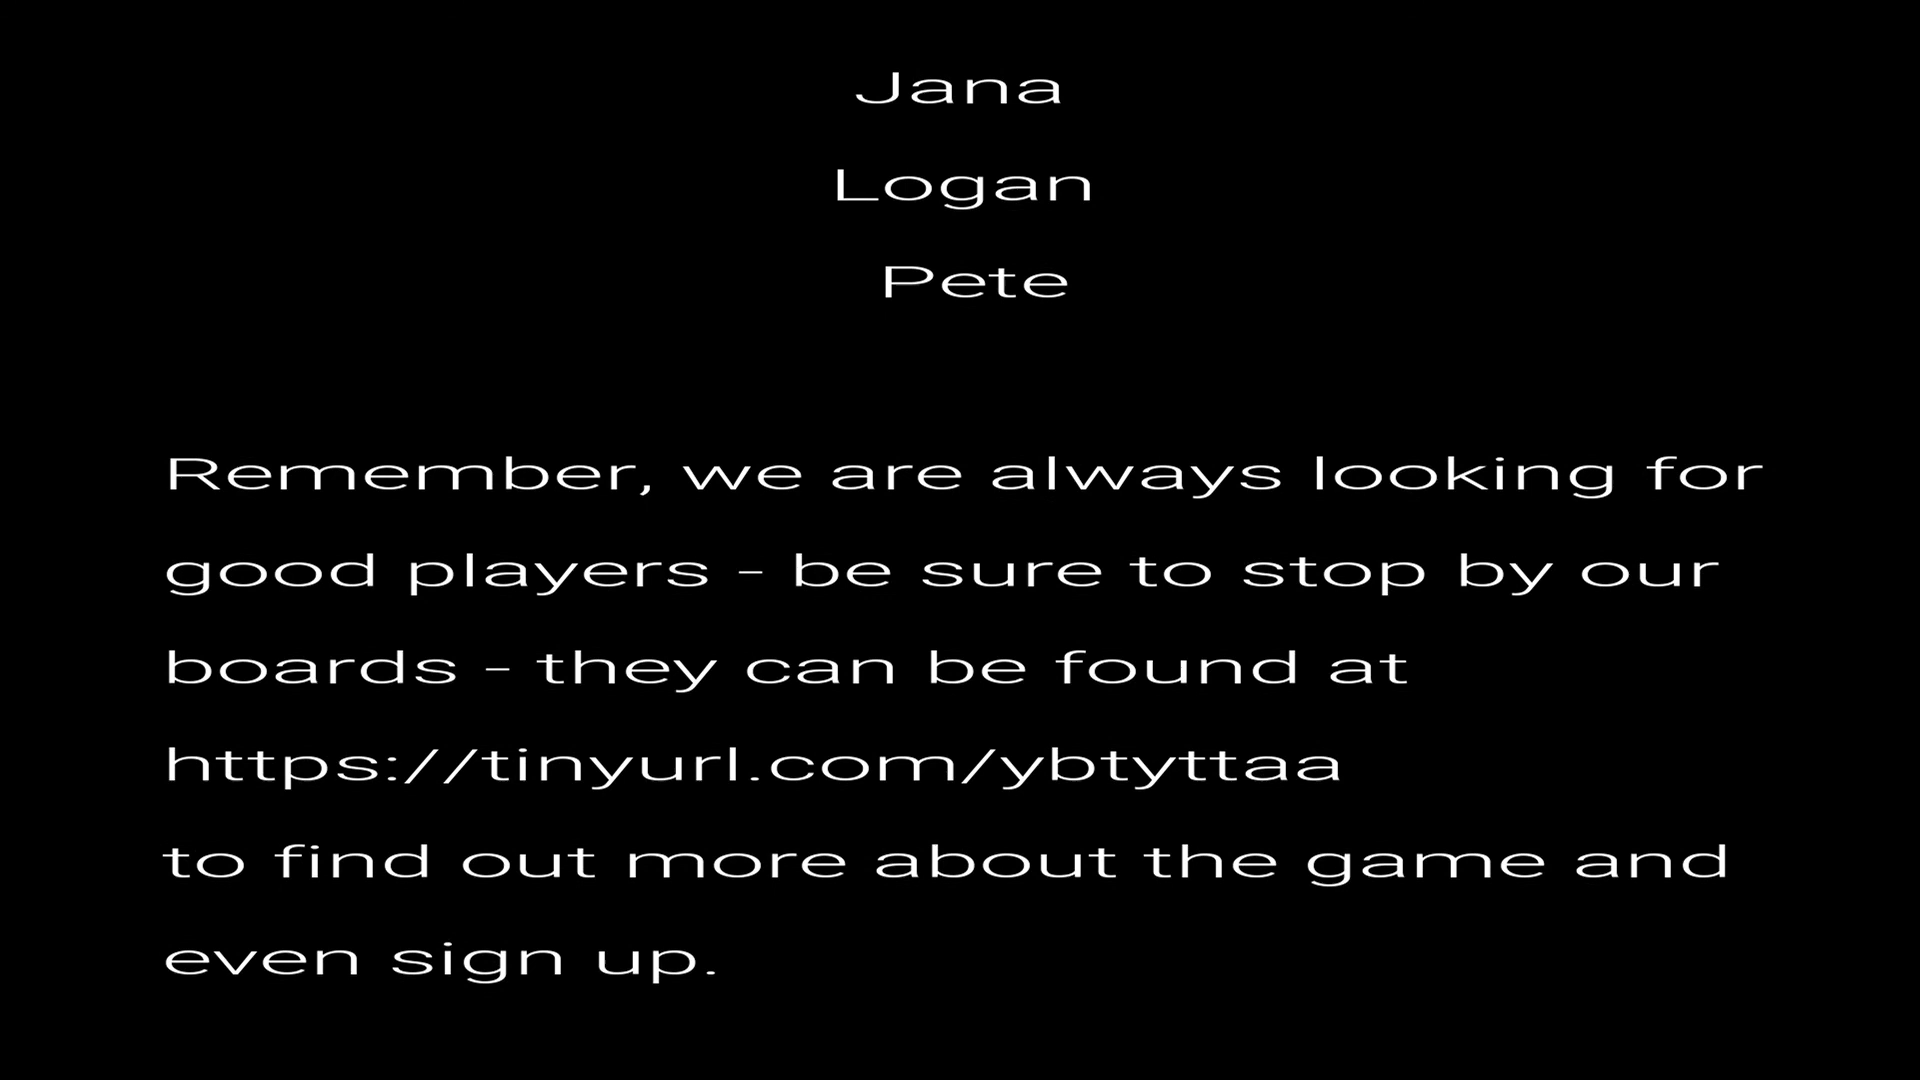 Jana
Logan
Pete
Remember, we are always looking for
good players - be sure to stop by our
boards - they can be found at
https://tinyurl.com/ybtyttaa
to find out more about the game and
even sign up.